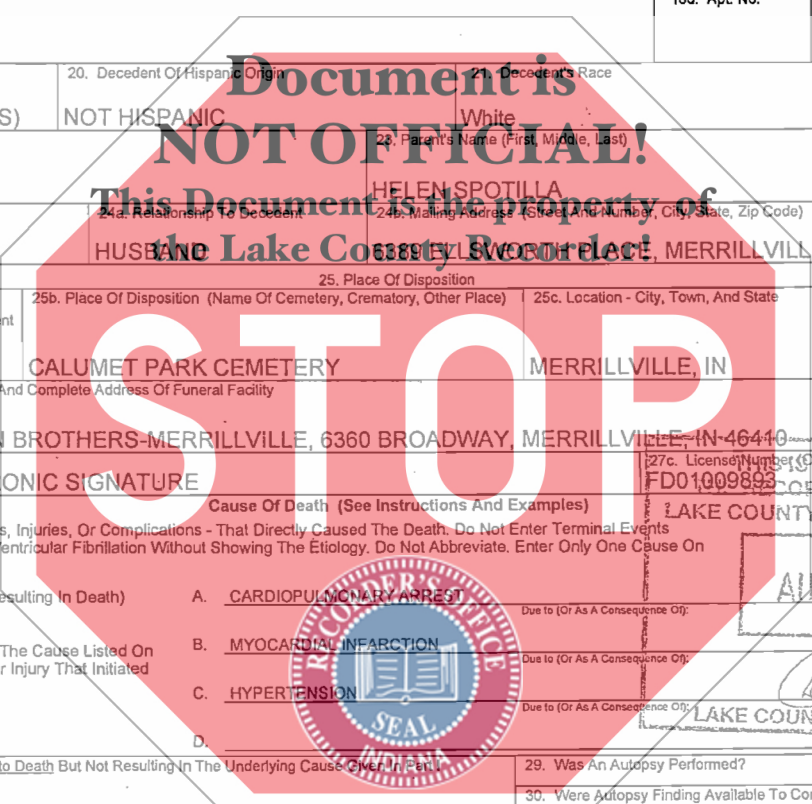 18d. Apt. No.
Document is
20. Decedent Of Hispanic Origin
21. Decedent's Race
S) NOT HISPANIC
White
NOT OFFICIAL!
23. Parent's Name (First, Middle, Last)
HELEN SPOTILLA
This Document is the property of
24a. Relationship To Decedent
24b. Mailing Address (Street And Number, City, State, Zip Code)
HUSBAND
6389 ELLSWORTH PLACE, MERRILLVILL
the Lake County Recorder!
25. Place Of Disposition
25b. Place Of Disposition (Name Of Cemetery, Crematory, Other Place)
25c. Location - City, Town, And State
STOP
CALUMET PARK CEMETERY
MERRILLVILLE, IN
And Complete Address Of Funeral Facility
N BROTHERS-MERRILLVILLE, 6360 BROADWAY, MERRILLVILLE, IN 46410
27c. License Number
THIS IS
ONIC SIGNATURE
FD01009893
Cause Of Death (See Instructions And Examples)
LAKE COUNTY
s, Injuries, Or Complications - That Directly Caused The Death. Do Not Enter Terminal Events
entricular Fibrillation Without Showing The Etiology. Do Not Abbreviate. Enter Only One Cause On
esulting In Death)
A. CARDIOPULMONARY ARREST
Due to (Or As A Consequence Of):
The Cause Listed On
r Injury That Initiated
B. MYOCARDIAL INFARCTION
Due to (Or As A Consequence Of):
C. HYPERTENSION
Due to (Or As A Consequence Of):
LAKE COUN
D.
RECORDER'S OFFICE
SEAL
INDIANA
to Death But Not Resulting In The Underlying Cause Given In Part I
29. Was An Autopsy Performed?
30. Were Autopsy Finding Available To Co